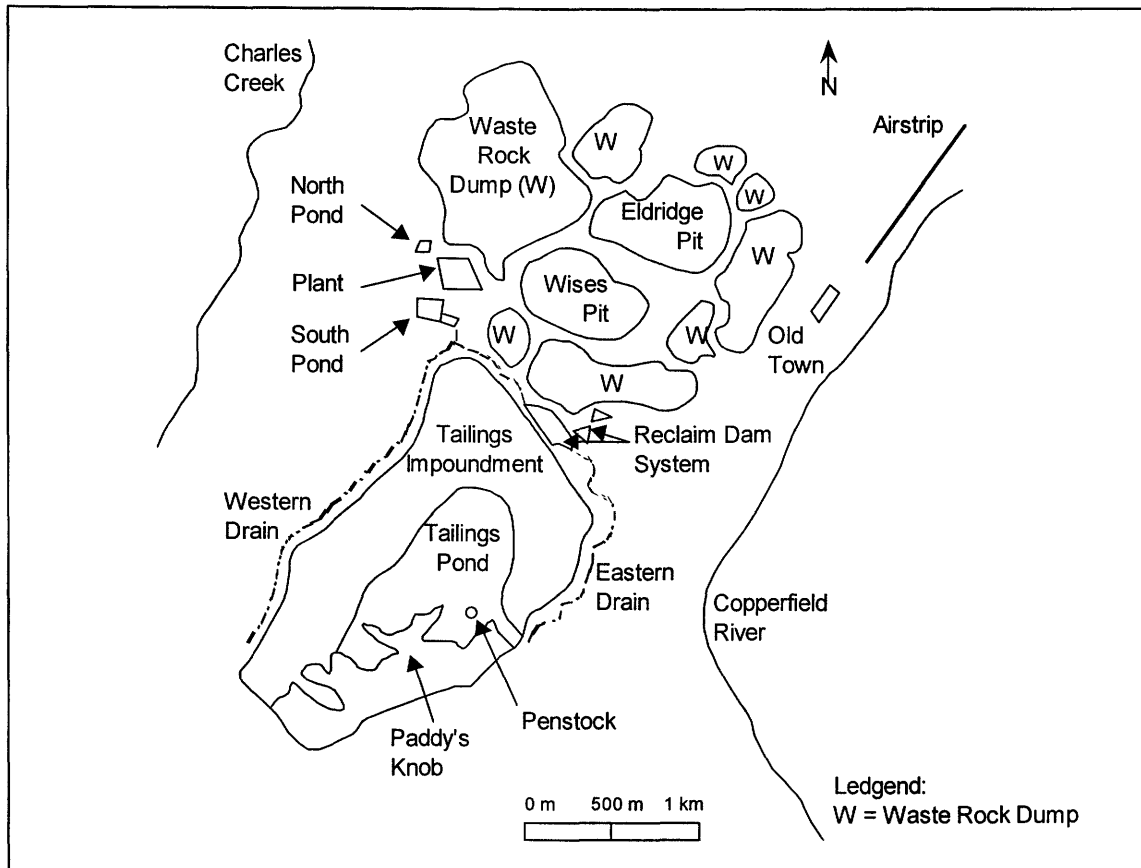 Charles
Creek
N
Airstrip
Waste
Rock
Dump (W)
W
W
W
North
Pond
Eldridge
Pit
W
Plant
Wises
Pit
South
Pond
W
W
Old
Town
W
Tailings
Impoundment
Reclaim Dam
System
Western
Drain
Tailings
Pond
Eastern
Drain
Copperfield
River
Penstock
Paddy's
Knob
0 m 500 m 1 km
Ledgend:
W = Waste Rock Dump